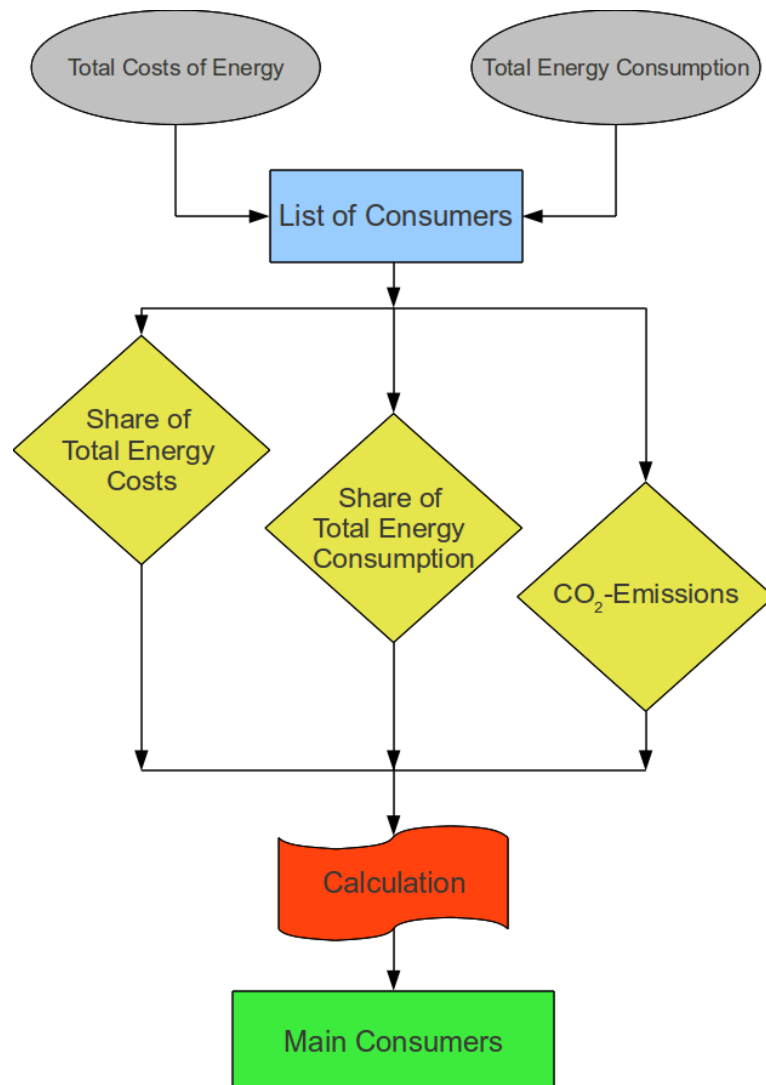 Total Costs of Energy
Total Energy Consumption
List of Consumers
Share of
Total Energy
Costs
Share of
Total Energy
Consumption
CO₂-Emissions
Calculation
Main Consumers